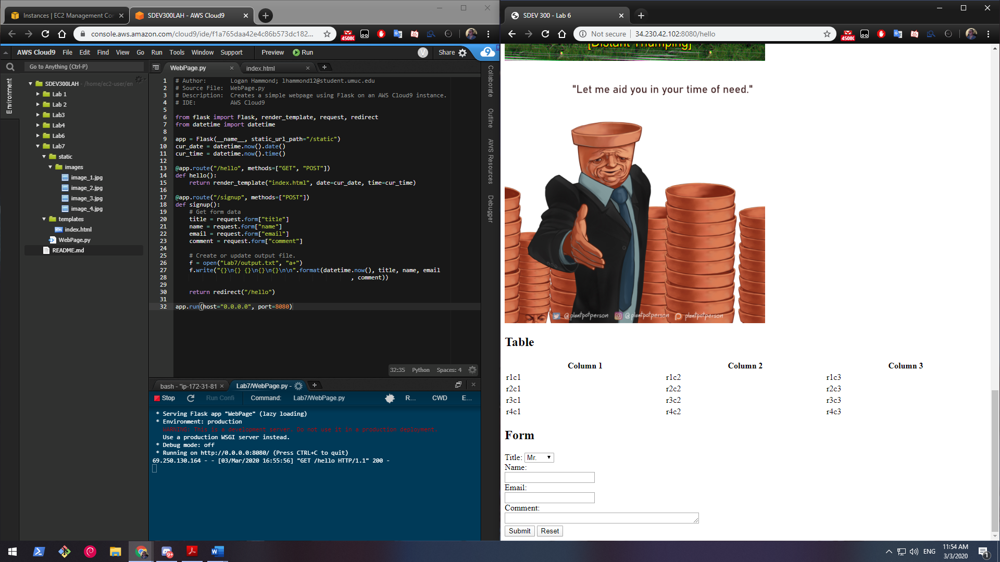 Instances | EC2 Management Con
SDEV300LAH - AWS Cloud9
console.aws.amazon.com/cloud9/ide/f1a765daa42e4c86b573dc182...
4508(
AWS Cloud9 File Edit Find View Go Run Tools Window Support Preview Run
V
Share
9
Go to Anything (Ctrl-P)
Environment
SDEV300LAH - /home/ec2-user/en
Lab 1
Lab 2
Lab3
Lab4
Lab6
Lab7
static
images
image_1.jpg
image_2.jpg
image_3.jpg
image_4.jpg
templates
index.html
WebPage.py
README.md
WebPage.py
index.html
1 # Author: Logan Hammond; lhammond12@student.umuc.edu
2 # Source File: WebPage.py
3 # Description: Creates a simple webpage using Flask on an AWS Cloud9 instance.
4 # IDE: AWS Cloud9
5
6 from flask import Flask, render_template, request, redirect
7 from datetime import datetime
8
9 app = Flask(__name__, static_url_path="/static")
10 cur_date = datetime.now().date()
11 cur_time = datetime.now().time()
12
13 @app.route("/hello", methods=["GET", "POST"])
14 def hello():
15 return render_template("index.html", date=cur_date, time=cur_time)
16
17 @app.route("/signup", methods=["POST"])
18 def signup():
19 # Get form data
20 title = request.form["title"]
21 name = request.form["name"]
22 email = request.form["email"]
23 comment = request.form["comment"]
24
25 # Create or update output file.
26 f = open("Lab7/output.txt", "a+")
27 f.write("{}\n{} {}\n{}\n{}\n\n".format(datetime.now(), title, name, email
28 , comment))
29
30 return redirect("/hello")
31
32 app.run(host="0.0.0.0", port=8080)
32:35 Python Spaces: 4
Collaborate
Outline
AWS Resources
Debugger
bash - "ip-172-31-81
Lab7/WebPage.py -
Stop
Run Confi
Command:
Lab7/WebPage.py
R...
CWD
E...
* Serving Flask app "WebPage" (lazy loading)
* Environment: production
WARNING: This is a development server. Do not use it in a production deployment.
Use a production WSGI server instead.
* Debug mode: off
* Running on http://0.0.0.0:8080/ (Press CTRL+C to quit)
69.250.130.164 - - [03/Mar/2020 16:55:56] "GET /hello HTTP/1.1" 200 -
SDEV 300 - Lab 6
Not secure | 34.230.42.102:8080/hello
4508(
[Distant Thumping]
"Let me aid you in your time of need."
@plantpotperson @plantpotperson plantpotperson
Table
Column 1 Column 2 Column 3
r1c1 r1c2 r1c3
r2c1 r2c2 r2c3
r3c1 r3c2 r3c3
r4c1 r4c2 r4c3
Form
Title: Mr.
Name:
Email:
Comment:
Submit Reset
9+
ENG
11:54 AM
3/3/2020
1